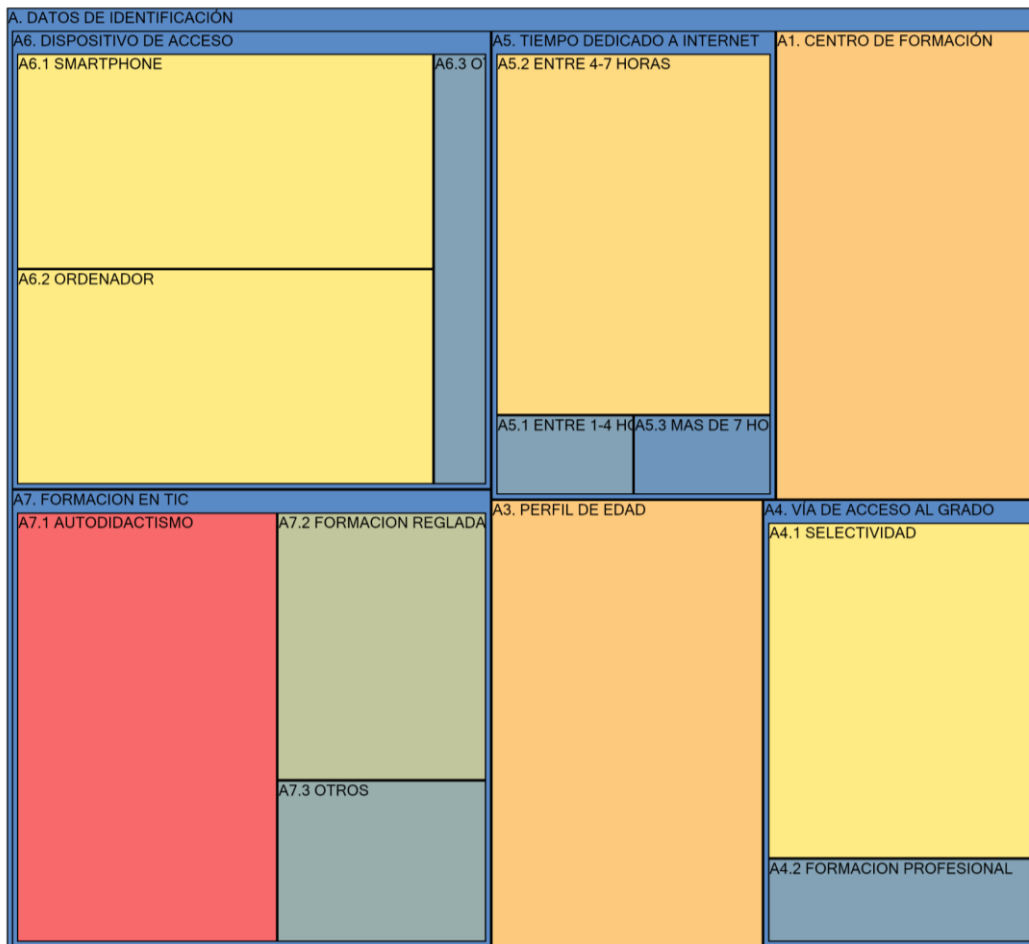 A. DATOS DE IDENTIFICACIÓN
A6. DISPOSITIVO DE ACCESO
A6.1 SMARTPHONE
A6.3 O
A6.2 ORDENADOR
A5. TIEMPO DEDICADO A INTERNET
A5.2 ENTRE 4-7 HORAS
A5.1 ENTRE 1-4 HO
A5.3 MAS DE 7 HO
A1. CENTRO DE FORMACIÓN
A7. FORMACION EN TIC
A7.1 AUTODIDACTISMO
A7.2 FORMACION REGLADA
A7.3 OTROS
A3. PERFIL DE EDAD
A4. VÍA DE ACCESO AL GRADO
A4.1 SELECTIVIDAD
A4.2 FORMACION PROFESIONAL